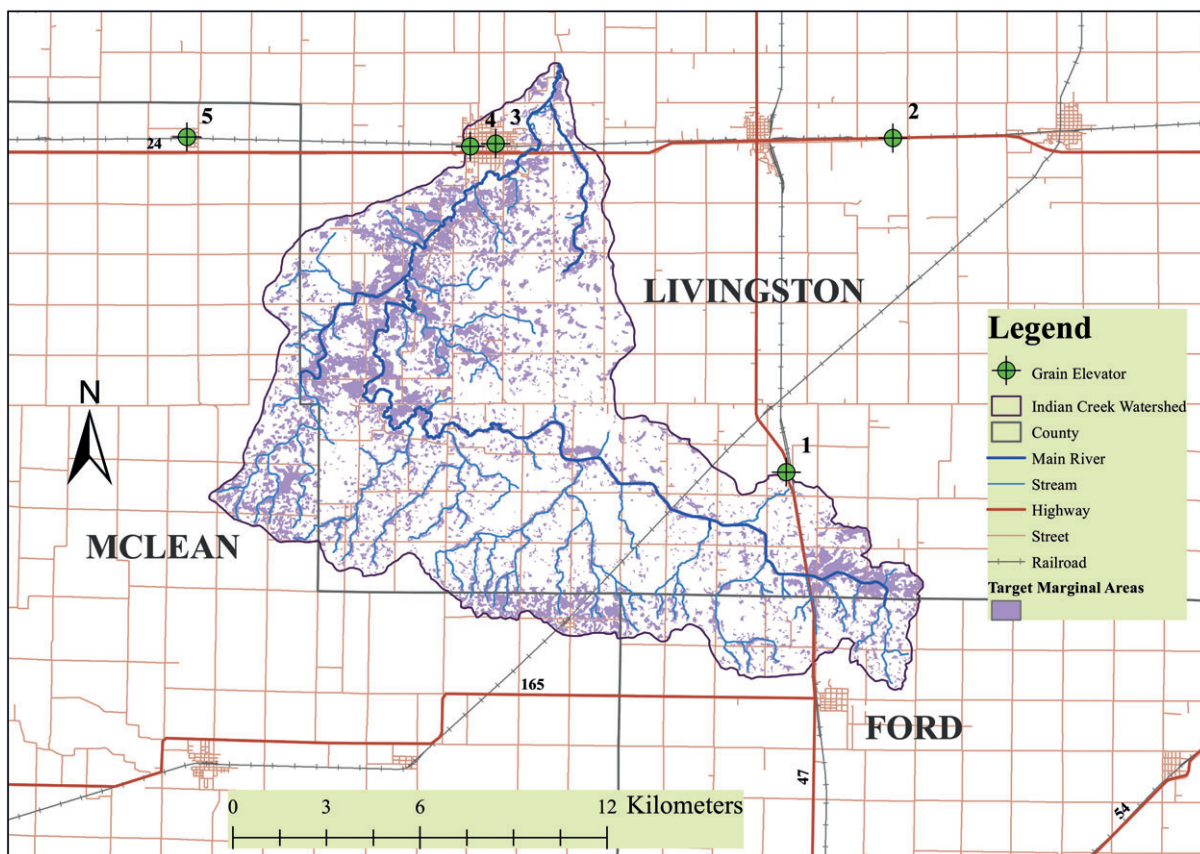 5
4
3
2
24
LIVINGSTON
Legend
Grain Elevator
Indian Creek Watershed
County
Main River
Stream
Highway
Street
Railroad
Target Marginal Areas
N
1
MCLEAN
165
FORD
47
54
0 3 6 12 Kilometers